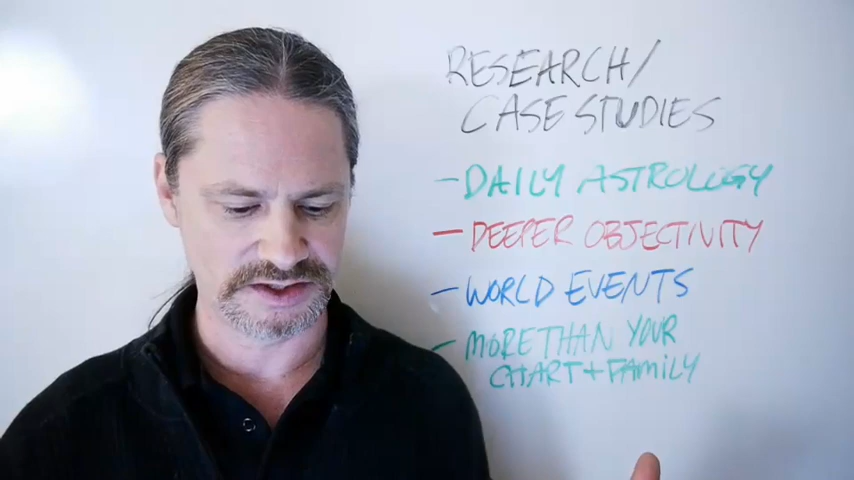 RESEARCH/
CASE STUDIES
- DAILY ASTROLOGY
- DEEPER OBJECTIVITY
- WORLD EVENTS
- MORE THAN YOUR
CHART + FAMILY